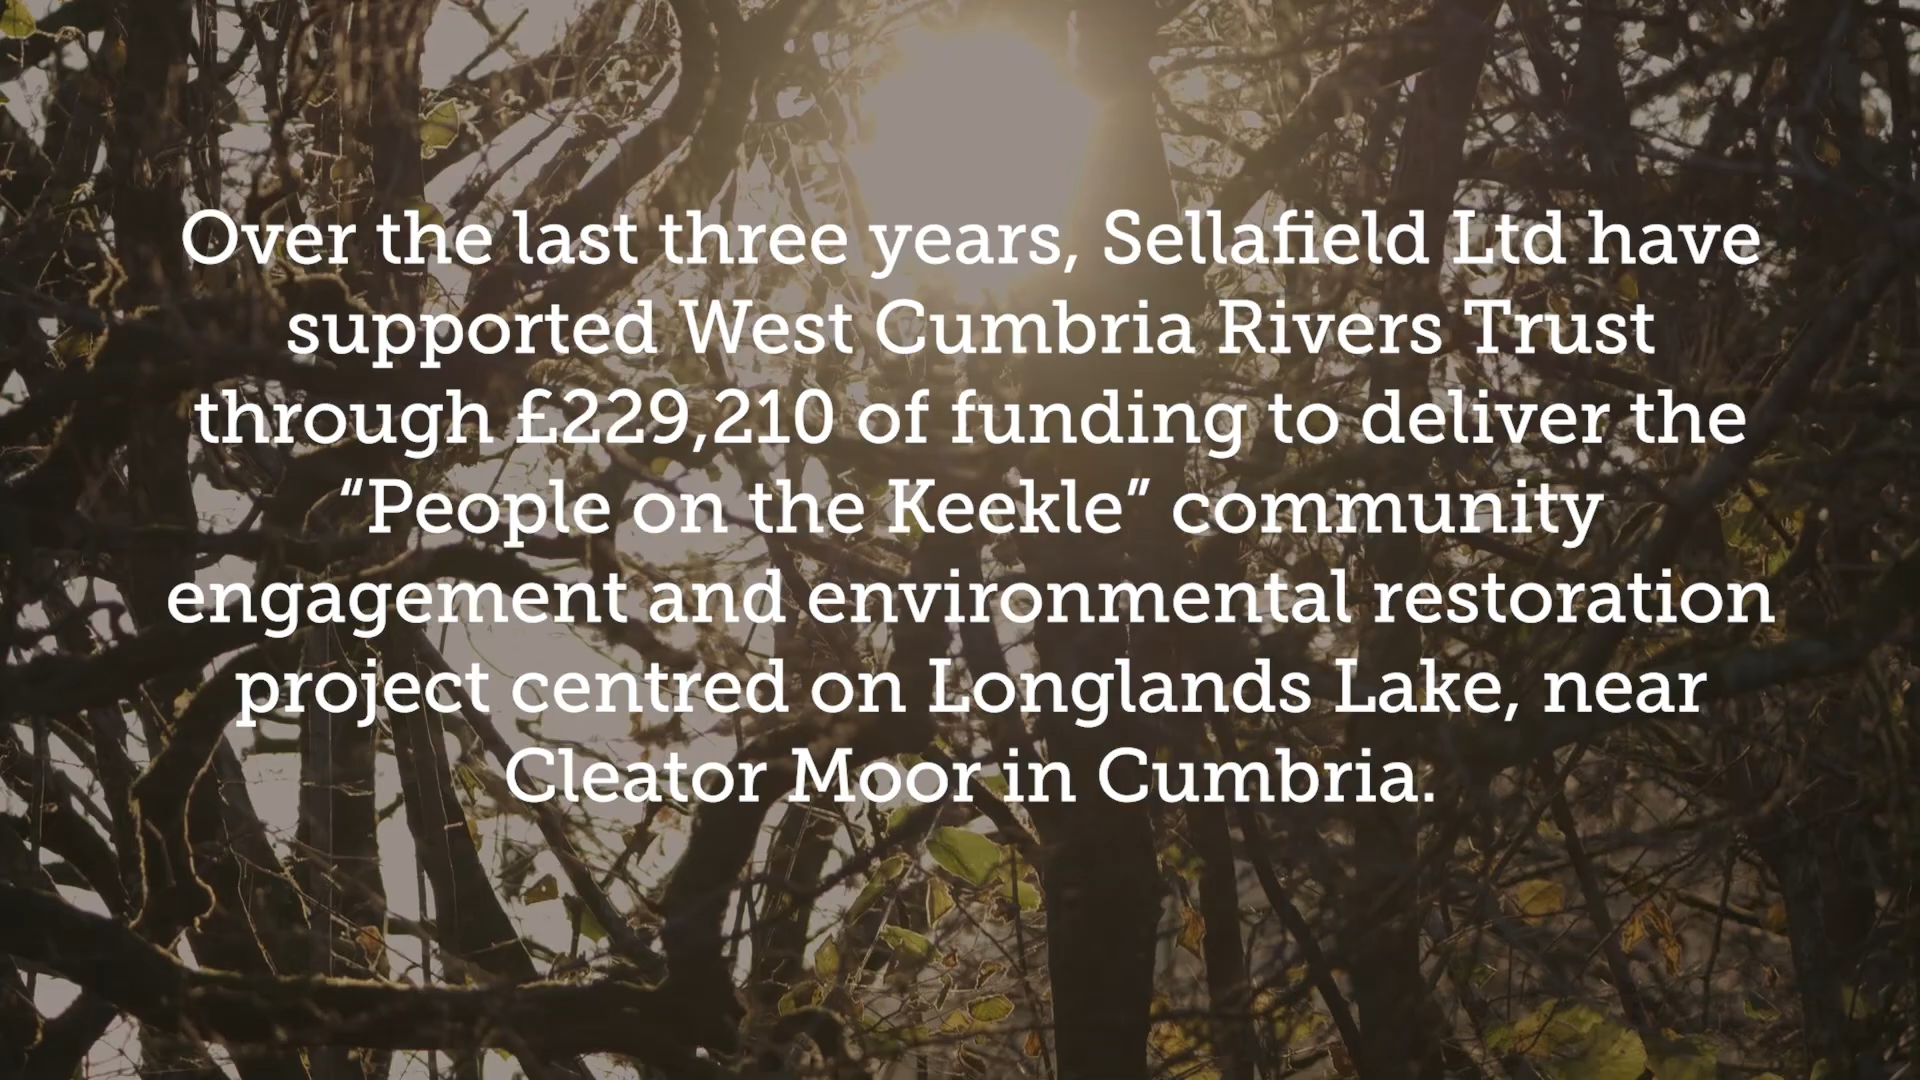 Over the last three years, Sellafield Ltd have
supported West Cumbria Rivers Trust
through £229,210 of funding to deliver the
“People on the Keekle” community
engagement and environmental restoration
project centred on Longlands Lake, near
Cleator Moor in Cumbria.